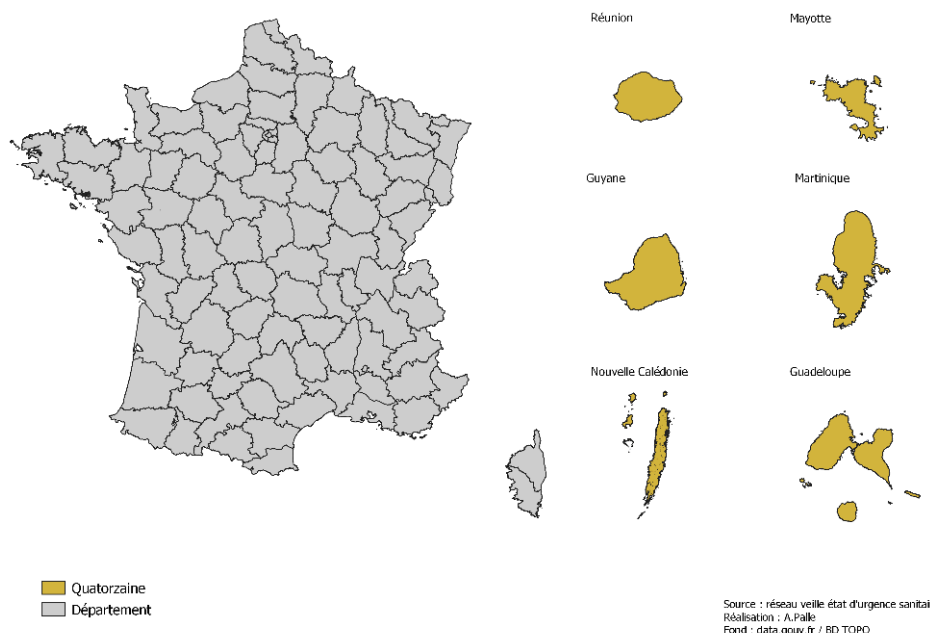 Réunion
Mayotte
Guyane
Martinique
Nouvelle Calédonie
Guadeloupe
Quatorzaine
Département
Source : réseau veille état d'urgence
Réalisation : A.Palle
Fond : data.gouv.fr / BD TOPO